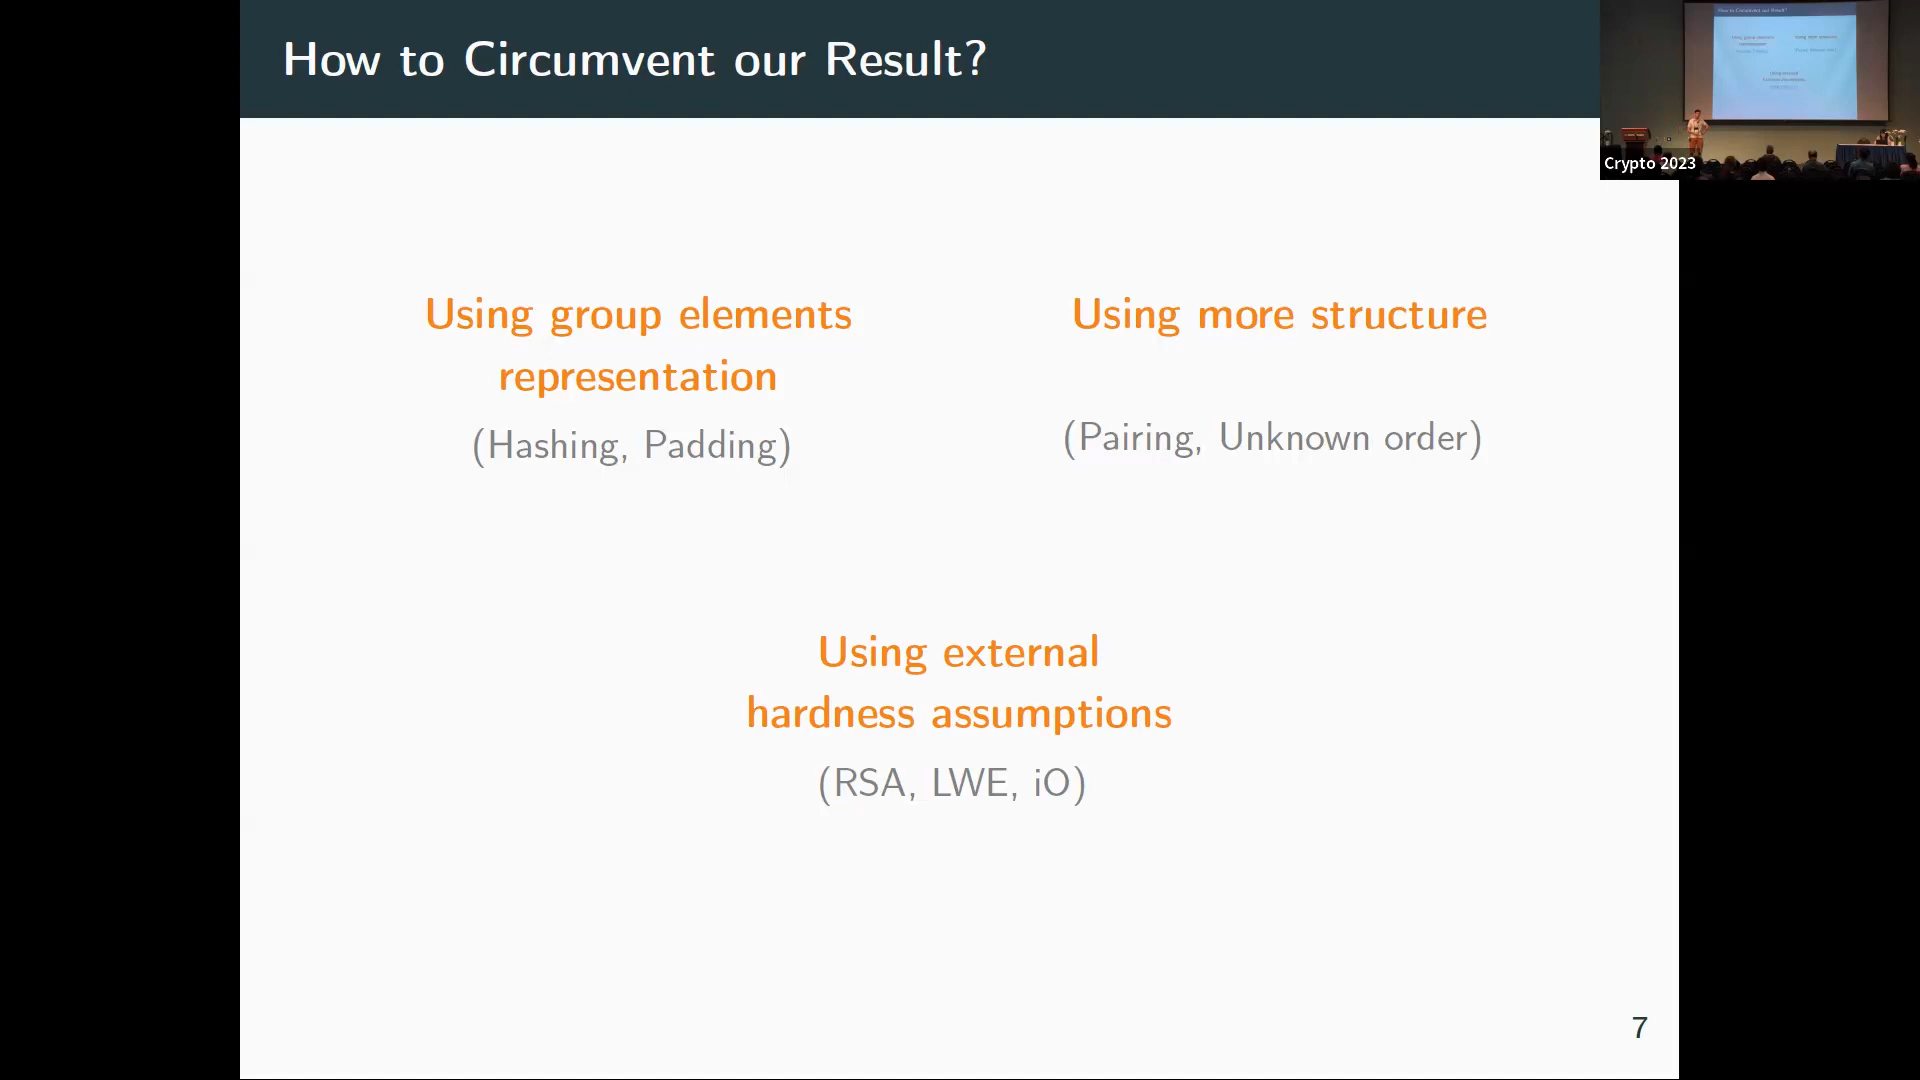 How to Circumvent our Result?
Crypto 2023
Using group elements
representation
(Hashing, Padding)
Using more structure
(Pairing, Unknown order)
Using external
hardness assumptions
(RSA, LWE, iO)
7